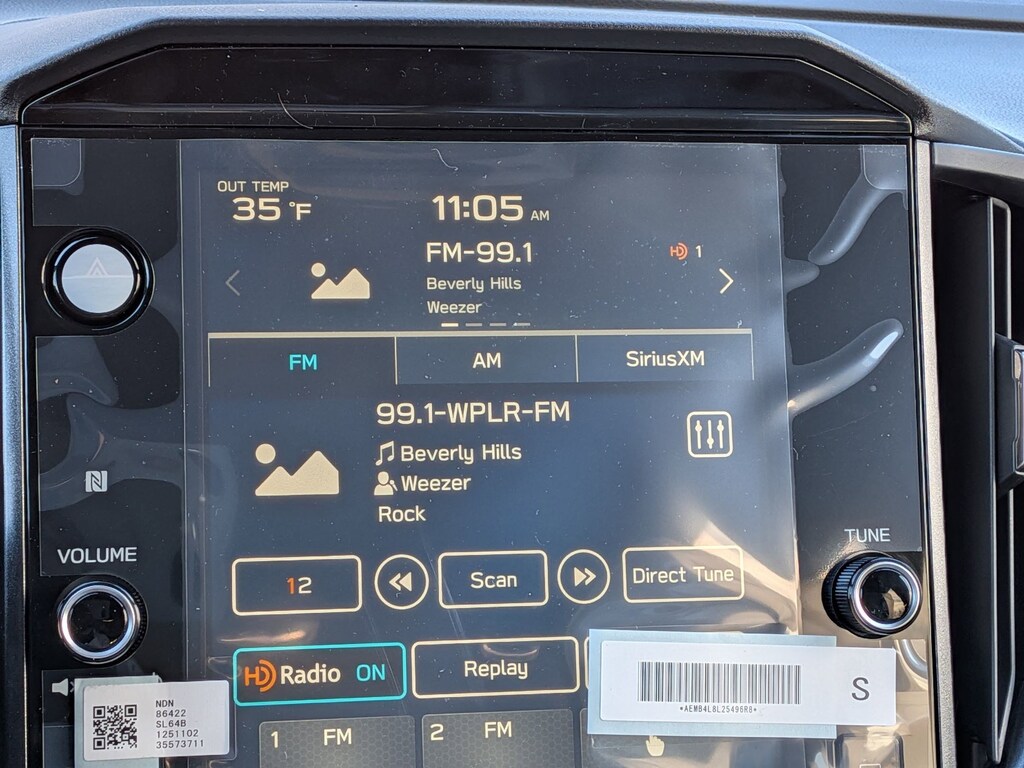 OUT TEMP
35 °F
11:05 AM
FM-99.1
HD 1
Beverly Hills
Weezer
FM
AM
SiriusXM
99.1-WPLR-FM
Beverly Hills
Weezer
Rock
VOLUME
TUNE
12
Scan
Direct Tune
HD Radio ON
Replay
S
*AEMB4L8L25496R8*
NDN
86422
SL64B
1251102
35573711
1 FM
2 FM